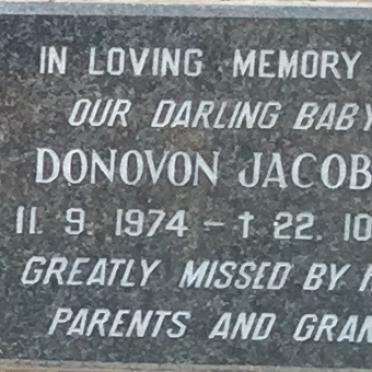 IN LOVING MEMORY
OUR DARLING BABY
DONOVON JACOB
11. 9. 1974 – † 22. 10
GREATLY MISSED BY
PARENTS AND GRAN